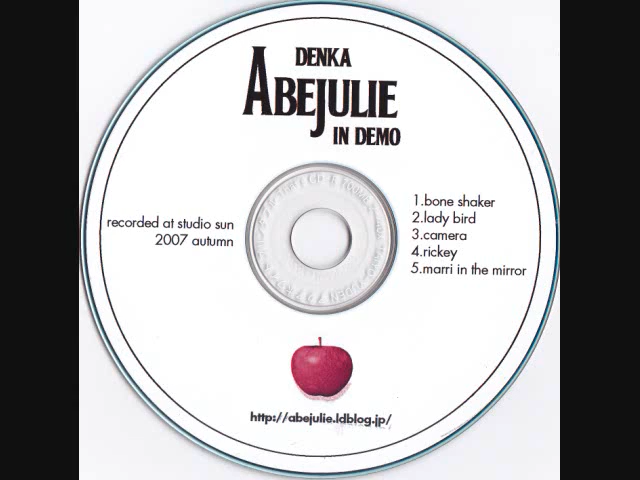 DENKA
ABEJULIE
IN DEMO
recorded at studio sun
2007 autumn
1.bone shaker
2.lady bird
3.camera
4.rickey
5.marri in the mirror
http://abejulie.ldblog.jp/